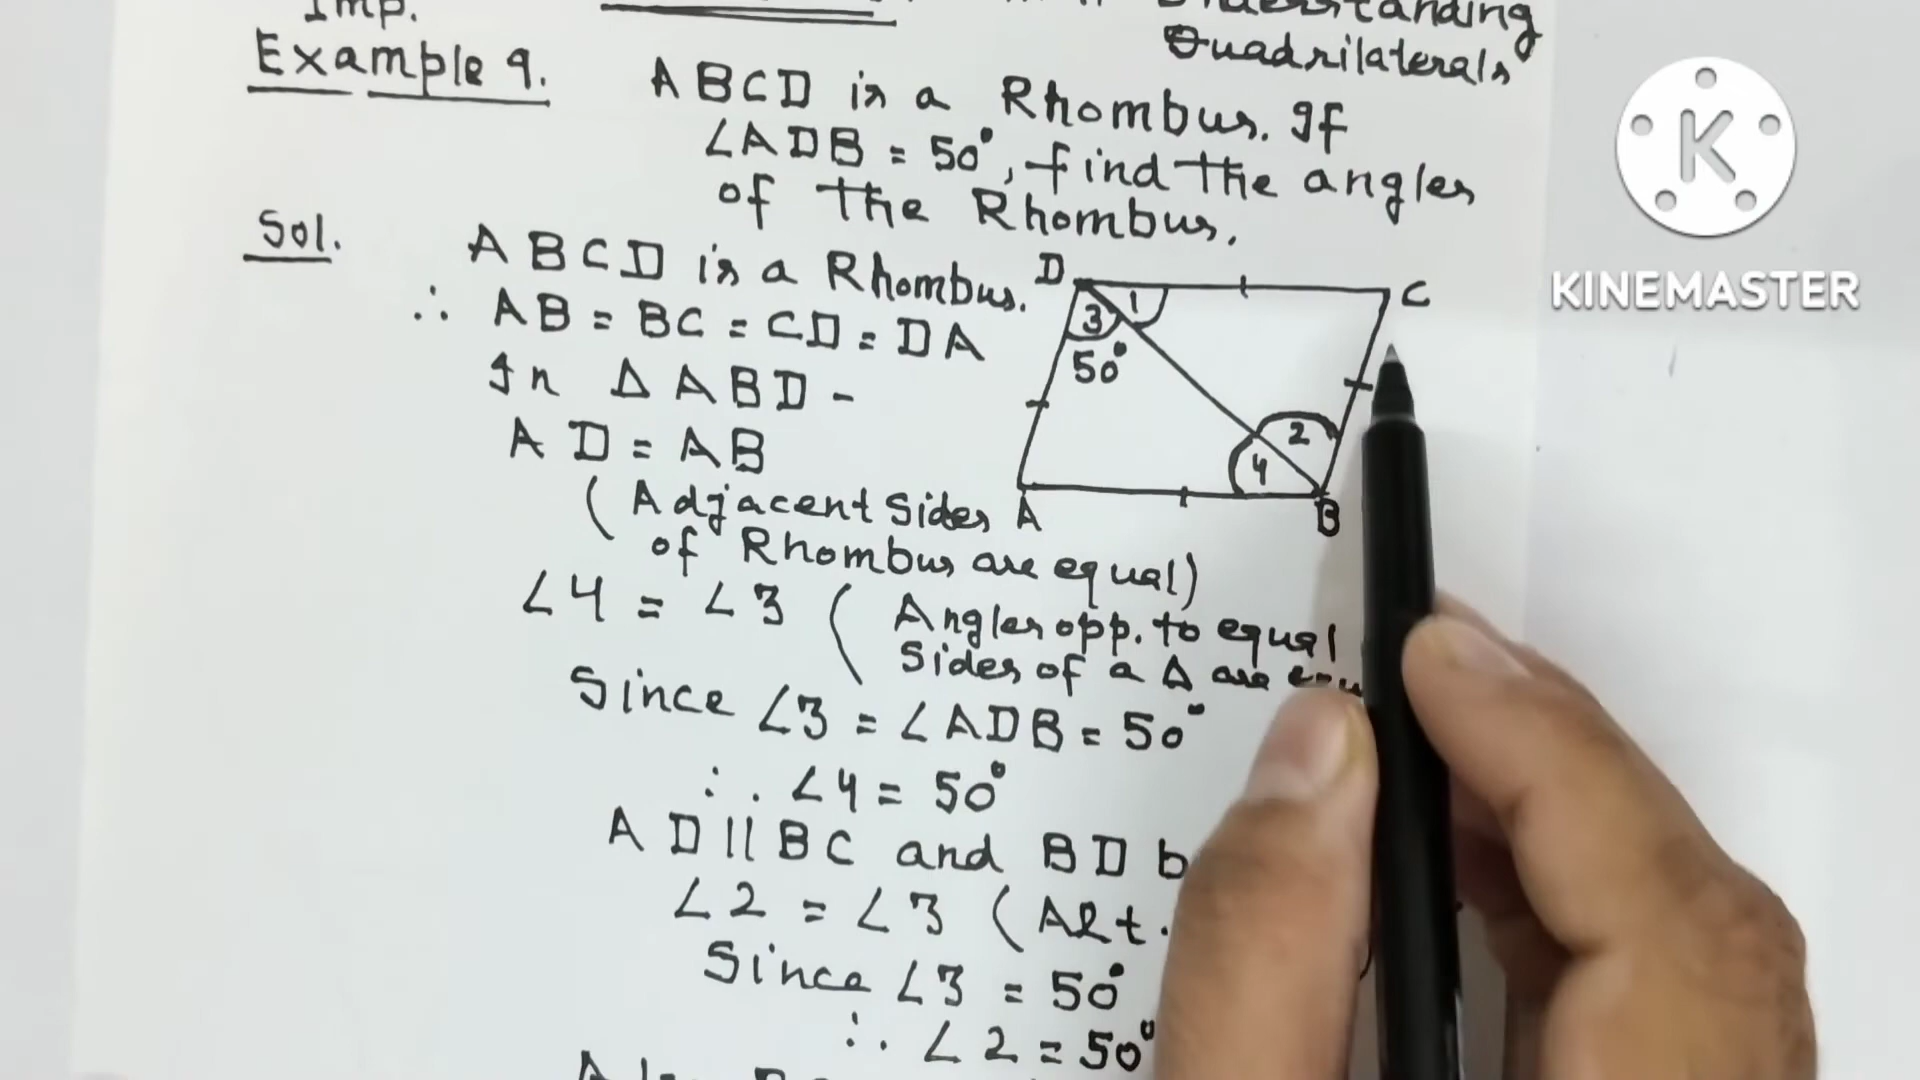 Imp.
Understanding
Quadrilaterals
Example 9.
ABCD is a Rhombus. If
∠ADB = 50°, find the angles
of the Rhombus.
Sol.
ABCD is a Rhombus.
∴ AB = BC = CD = DA
In Δ ABD -
AD = AB
(Adjacent Sides
of Rhombus are equal)
∠4 = ∠3 (Angles opp. to equal
Sides of a Δ are
Since ∠3 = ∠ADB = 50°
∴ ∠4 = 50°
AD || BC and BD
∠2 = ∠3 (Alt.
Since ∠3 = 50°
∴ ∠2 = 50°
D
C
1
3
50°
2
4
A
B
K
KINEMASTER